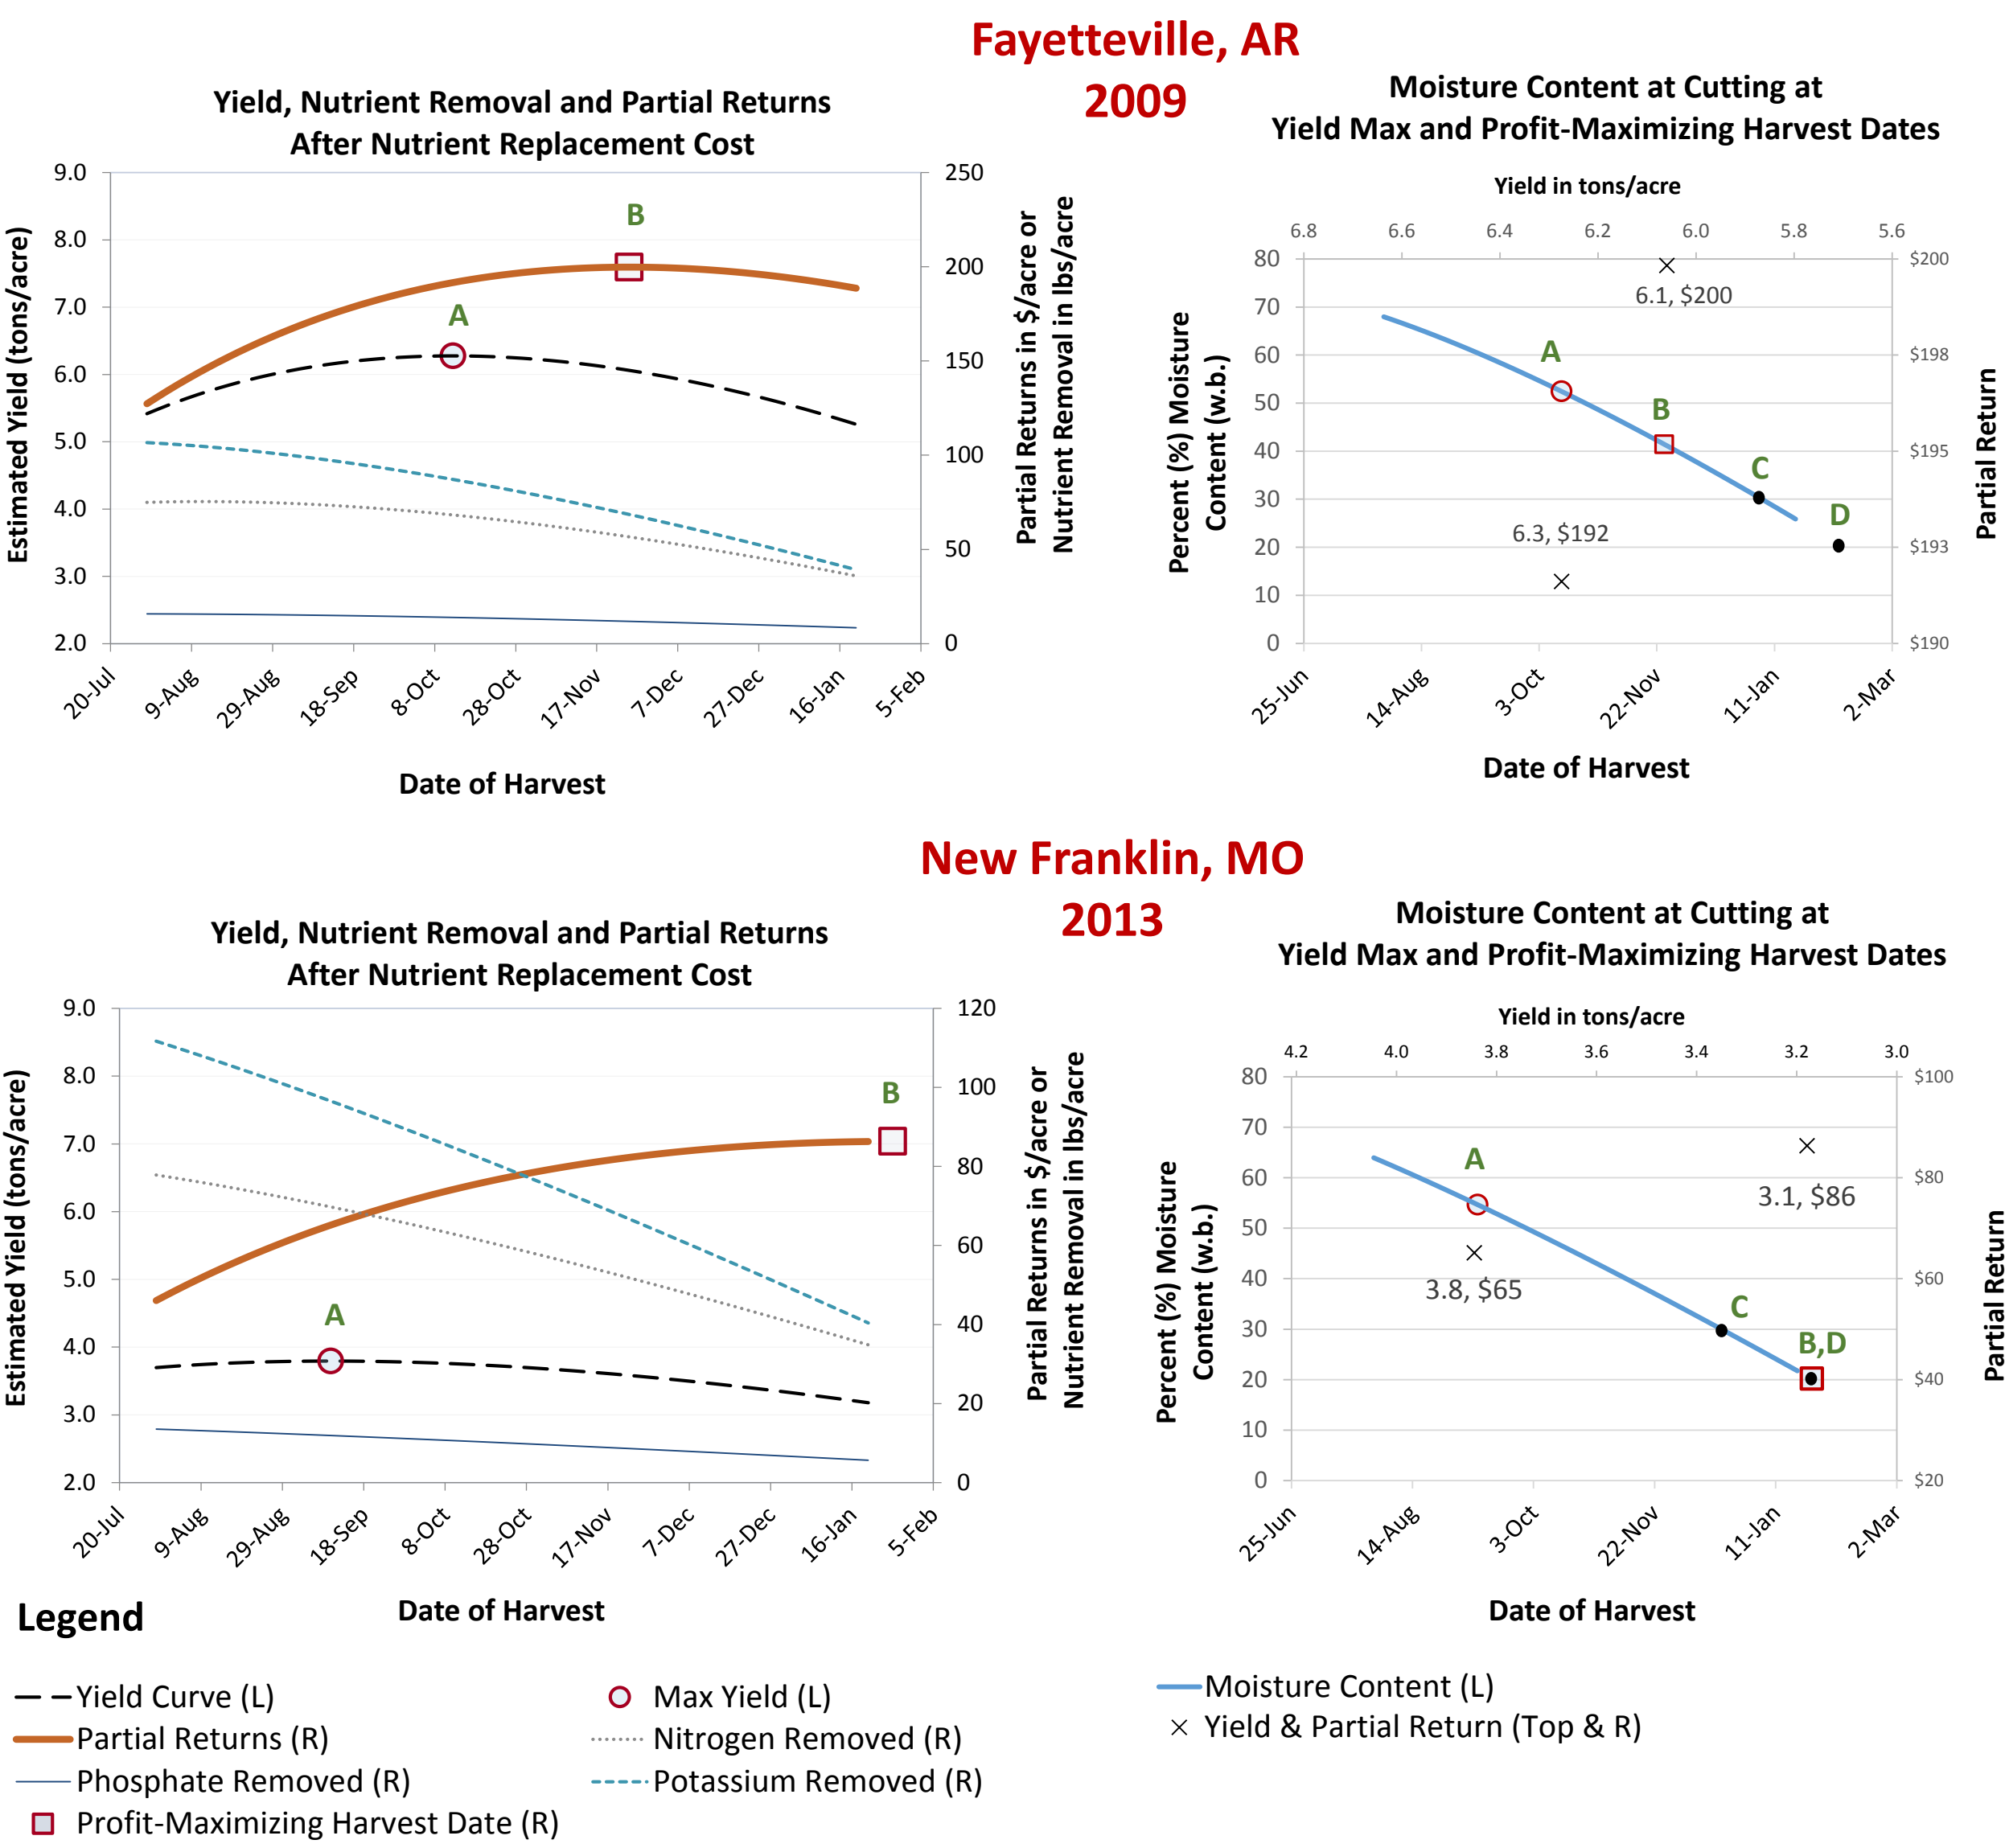 Fayetteville, AR
2009
Yield, Nutrient Removal and Partial Returns
After Nutrient Replacement Cost
Estimated Yield (tons/acre)
9.0
8.0
7.0
6.0
5.0
4.0
3.0
2.0
B
A
250
200
150
100
50
0
Partial Returns in $/acre or
Nutrient Removal in lbs/acre
20-Jul
9-Aug
29-Aug
18-Sep
8-Oct
28-Oct
17-Nov
7-Dec
27-Dec
16-Jan
5-Feb
Date of Harvest
Moisture Content at Cutting at
Yield Max and Profit-Maximizing Harvest Dates
Yield in tons/acre
6.8 6.6 6.4 6.2 6.0 5.8 5.6
Percent (%) Moisture
Content (w.b.)
80
70
60
50
40
30
20
10
0
6.1, $200
A
B
C
D
6.3, $192
$200
$198
$195
$193
$190
Partial Return
25-Jun
14-Aug
3-Oct
22-Nov
11-Jan
2-Mar
Date of Harvest
New Franklin, MO
2013
Yield, Nutrient Removal and Partial Returns
After Nutrient Replacement Cost
Estimated Yield (tons/acre)
9.0
8.0
7.0
6.0
5.0
4.0
3.0
2.0
B
A
120
100
80
60
40
20
0
Partial Returns in $/acre or
Nutrient Removal in lbs/acre
20-Jul
9-Aug
29-Aug
18-Sep
8-Oct
28-Oct
17-Nov
7-Dec
27-Dec
16-Jan
5-Feb
Date of Harvest
Moisture Content at Cutting at
Yield Max and Profit-Maximizing Harvest Dates
Yield in tons/acre
4.2 4.0 3.8 3.6 3.4 3.2 3.0
Percent (%) Moisture
Content (w.b.)
80
70
60
50
40
30
20
10
0
A
3.1, $86
3.8, $65
C
B,D
$100
$80
$60
$40
$20
Partial Return
25-Jun
14-Aug
3-Oct
22-Nov
11-Jan
2-Mar
Date of Harvest
Legend
Yield Curve (L)
Max Yield (L)
Partial Returns (R)
Nitrogen Removed (R)
Phosphate Removed (R)
Potassium Removed (R)
Profit-Maximizing Harvest Date (R)
Moisture Content (L)
Yield & Partial Return (Top & R)